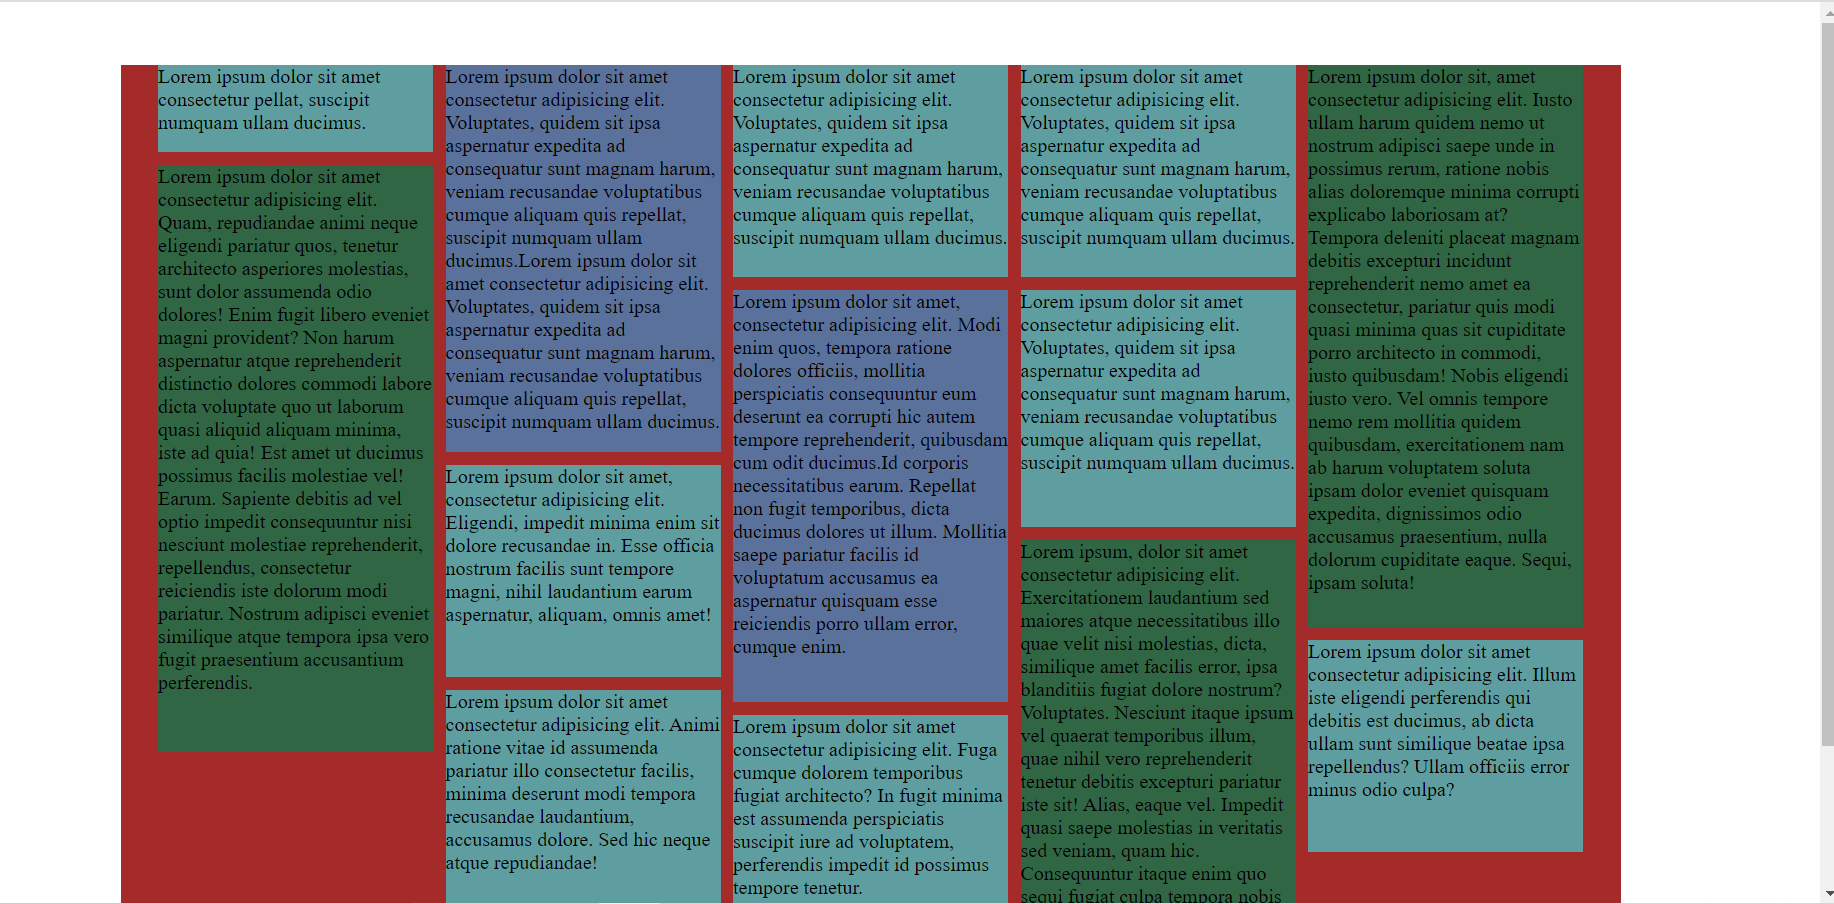 Lorem ipsum dolor sit amet
consectetur pellat, suscipit
numquam ullam ducimus.
Lorem ipsum dolor sit amet
consectetur adipisicing elit.
Quam, repudiandae animi neque
eligendi pariatur quos, tenetur
architecto asperiores molestias,
sunt dolor assumenda odio
dolores! Enim fugit libero eveniet
magni provident? Non harum
aspernatur atque reprehenderit
distinctio dolores commodi labore
dicta voluptate quo ut laborum
quasi aliquid aliquam minima,
iste ad quia! Est amet ut ducimus
possimus facilis molestiae vel!
Earum. Sapiente debitis ad vel
optio impedit consequuntur nisi
nesciunt molestiae reprehenderit,
repellendus, consectetur
reiciendis iste dolorum modi
pariatur. Nostrum adipisci eveniet
similique atque tempora ipsa vero
fugit praesentium accusantium
perferendis.
Lorem ipsum dolor sit amet
consectetur adipisicing elit.
Voluptates, quidem sit ipsa
aspernatur expedita ad
consequatur sunt magnam harum,
veniam recusandae voluptatibus
cumque aliquam quis repellat,
suscipit numquam ullam
ducimus.Lorem ipsum dolor sit
amet consectetur adipisicing elit.
Voluptates, quidem sit ipsa
aspernatur expedita ad
consequatur sunt magnam harum,
veniam recusandae voluptatibus
cumque aliquam quis repellat,
suscipit numquam ullam ducimus.
Lorem ipsum dolor sit amet,
consectetur adipisicing elit.
Eligendi, impedit minima enim sit
dolore recusandae in. Esse officia
nostrum facilis sunt tempore
magni, nihil laudantium earum
aspernatur, aliquam, omnis amet!
Lorem ipsum dolor sit amet
consectetur adipisicing elit. Animi
ratione vitae id assumenda
pariatur illo consectetur facilis,
minima deserunt modi tempora
recusandae laudantium,
accusamus dolore. Sed hic neque
atque repudiandae!
Lorem ipsum dolor sit amet
consectetur adipisicing elit.
Voluptates, quidem sit ipsa
aspernatur expedita ad
consequatur sunt magnam harum,
veniam recusandae voluptatibus
cumque aliquam quis repellat,
suscipit numquam ullam ducimus.
Lorem ipsum dolor sit amet,
consectetur adipisicing elit. Modi
enim quos, tempora ratione
dolores officiis, mollitia
perspiciatis consequuntur eum
deserunt ea corrupti hic autem
tempore reprehenderit, quibusdam
cum odit ducimus.Id corporis
necessitatibus earum. Repellat
non fugit temporibus, dicta
ducimus dolores ut illum. Mollitia
saepe pariatur facilis id
voluptatum accusamus ea
aspernatur quisquam esse
reiciendis porro ullam error,
cumque enim.
Lorem ipsum dolor sit amet
consectetur adipisicing elit. Fuga
cumque dolorem temporibus
fugiat architecto? In fugit minima
est assumenda perspiciatis
suscipit iure ad voluptatem,
perferendis impedit id possimus
tempore tenetur.
Lorem ipsum dolor sit amet
consectetur adipisicing elit.
Voluptates, quidem sit ipsa
aspernatur expedita ad
consequatur sunt magnam harum,
veniam recusandae voluptatibus
cumque aliquam quis repellat,
suscipit numquam ullam ducimus.
Lorem ipsum dolor sit amet
consectetur adipisicing elit.
Voluptates, quidem sit ipsa
aspernatur expedita ad
consequatur sunt magnam harum,
veniam recusandae voluptatibus
cumque aliquam quis repellat,
suscipit numquam ullam ducimus.
Lorem ipsum, dolor sit amet
consectetur adipisicing elit.
Exercitationem laudantium sed
maiores atque necessitatibus illo
quae velit nisi molestias, dicta,
similique amet facilis error, ipsa
blanditiis fugiat dolore nostrum?
Voluptates. Nesciunt itaque ipsum
vel quaerat temporibus illum,
quae nihil vero reprehenderit
tenetur debitis excepturi pariatur
iste sit! Alias, eaque vel. Impedit
quasi saepe molestias in veritatis
sed veniam, quam hic.
Consequuntur itaque enim quo
sequi fugiat culpa tempora nobis
Lorem ipsum dolor sit, amet
consectetur adipisicing elit. Iusto
ullam harum quidem nemo ut
nostrum adipisci saepe unde in
possimus rerum, ratione nobis
alias doloremque minima corrupti
explicabo laboriosam at?
Tempora deleniti placeat magnam
debitis excepturi incidunt
reprehenderit nemo amet ea
consectetur, pariatur quis modi
quasi minima quas sit cupiditate
porro architecto in commodi,
iusto quibusdam! Nobis eligendi
iusto vero. Vel omnis tempore
nemo rem mollitia quidem
quibusdam, exercitationem nam
ab harum voluptatem soluta
ipsam dolor eveniet quisquam
expedita, dignissimos odio
accusamus praesentium, nulla
dolorum cupiditate eaque. Sequi,
ipsam soluta!
Lorem ipsum dolor sit amet
consectetur adipisicing elit. Illum
iste eligendi perferendis qui
debitis est ducimus, ab dicta
ullam sunt similique beatae ipsa
repellendus? Ullam officiis error
minus odio culpa?